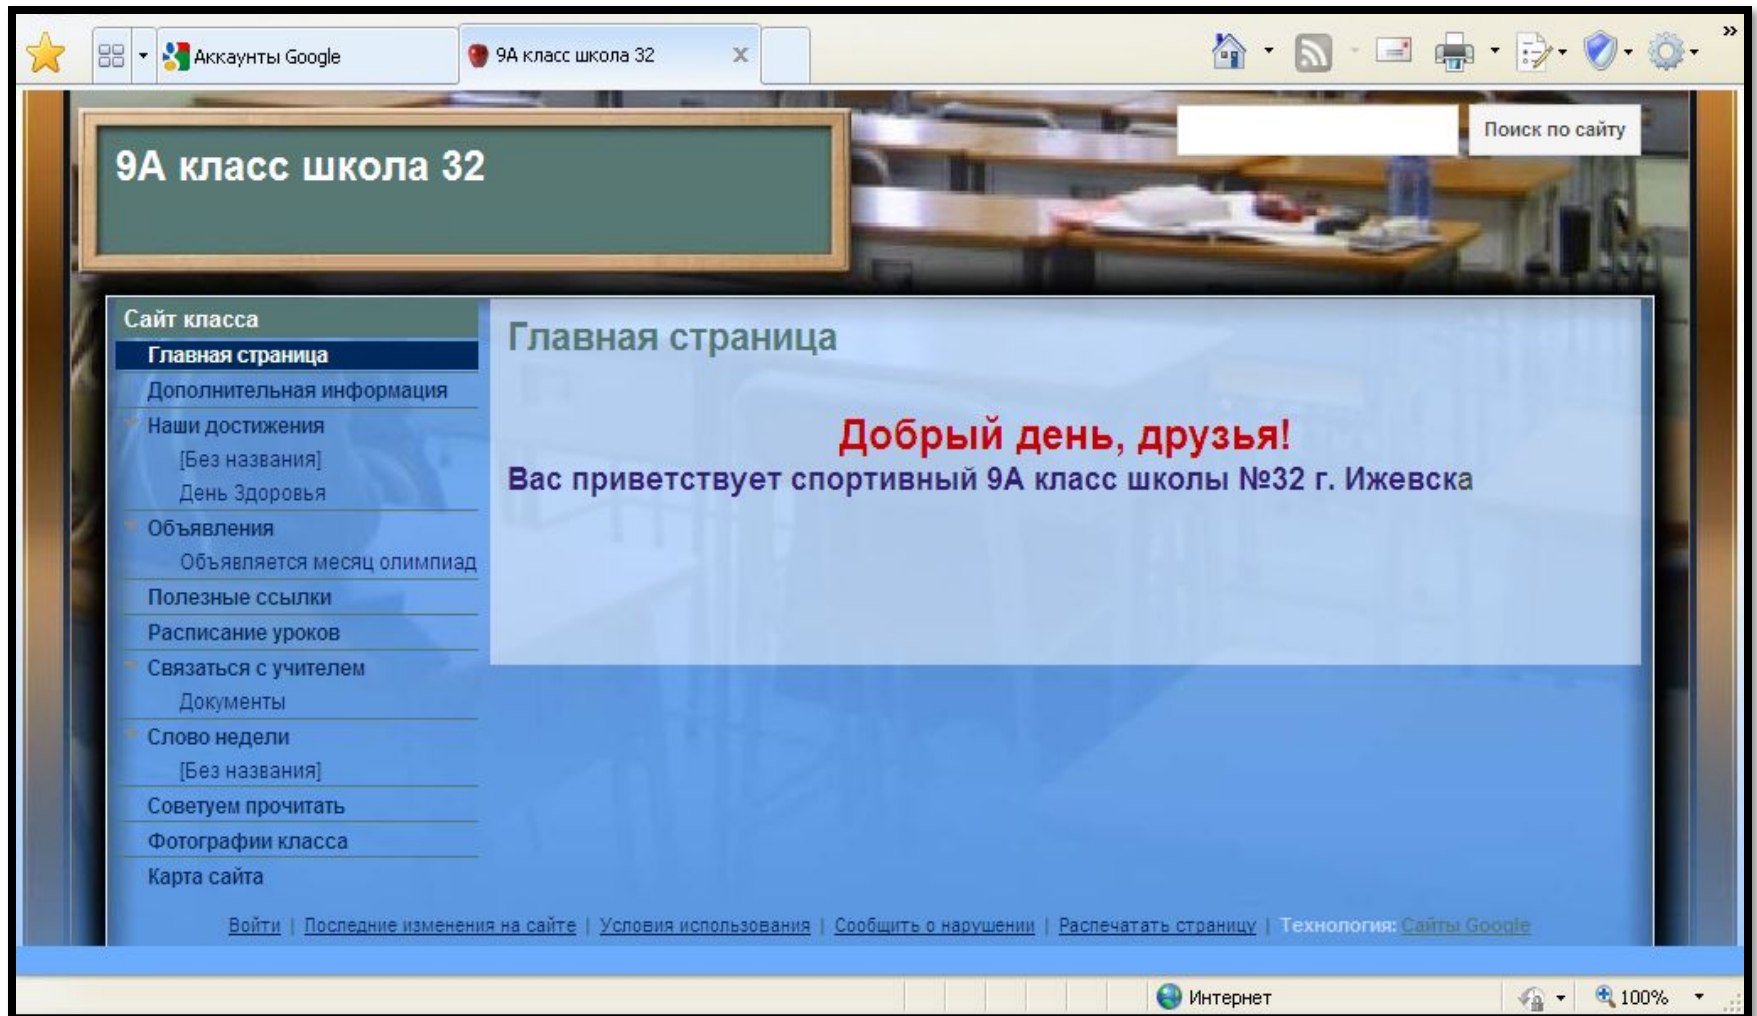 Аккаунты Google
9А класс школа 32
9А класс школа 32
Поиск по сайту
Сайт класса
Главная страница
Дополнительная информация
Наши достижения
[Без названия]
День Здоровья
Объявления
Объявляется месяц олимпиад
Полезные ссылки
Расписание уроков
Связаться с учителем
Документы
Слово недели
[Без названия]
Советуем прочитать
Фотографии класса
Карта сайта
Главная страница
Добрый день, друзья!
Вас приветствует спортивный 9А класс школы №32 г. Ижевска
Войти | Последние изменения на сайте | Условия использования | Сообщить о нарушении | Распечатать страницу | Технология: Сайты Google
Интернет
100%